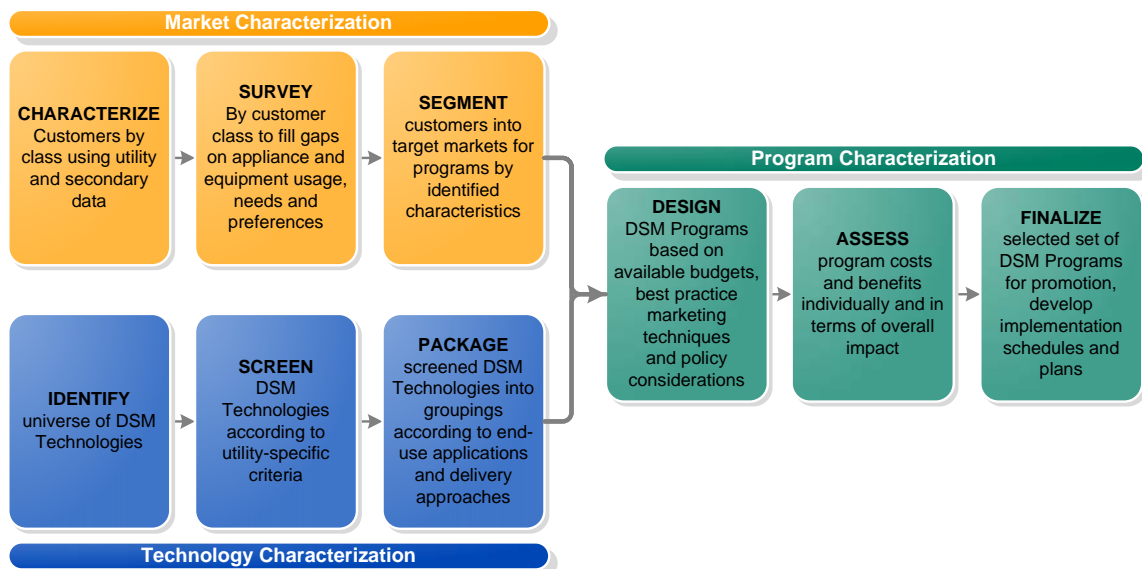 Market Characterization
CHARACTERIZE
Customers by
class using utility
and secondary
data
SURVEY
By customer
class to fill gaps
on appliance and
equipment usage,
needs and
preferences
SEGMENT
customers into
target markets for
programs by
identified
characteristics
IDENTIFY
universe of DSM
Technologies
SCREEN
DSM
Technologies
according to
utility-specific
criteria
PACKAGE
screened DSM
Technologies into
groupings
according to end-
use applications
and delivery
approaches
Technology Characterization
Program Characterization
DESIGN
DSM Programs
based on
available budgets,
best practice
marketing
techniques
and policy
considerations
ASSESS
program costs
and benefits
individually and in
terms of overall
impact
FINALIZE
selected set of
DSM Programs
for promotion,
develop
implementation
schedules and
plans